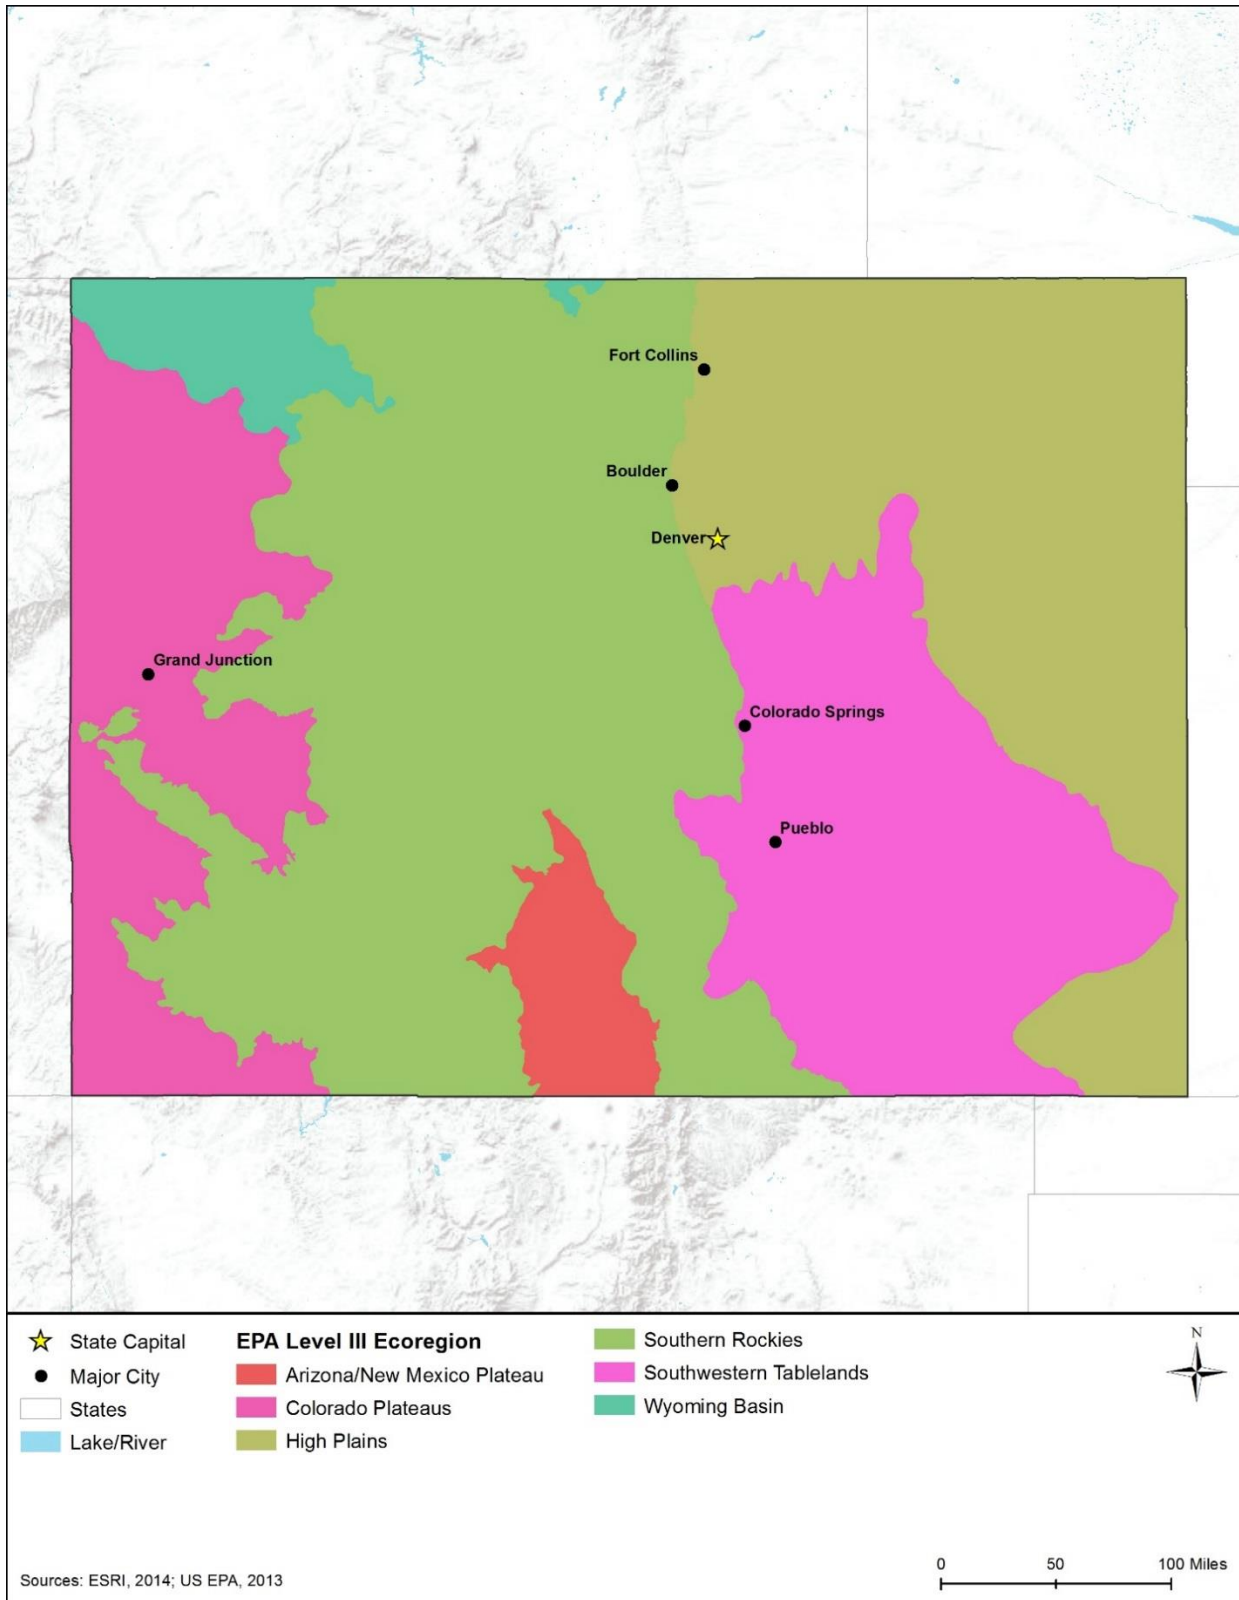 Fort Collins
Boulder
Denver
Grand Junction
Colorado Springs
Pueblo
State Capital
Major City
States
Lake/River
EPA Level III Ecoregion
Arizona/New Mexico Plateau
Colorado Plateaus
High Plains
Southern Rockies
Southwestern Tablelands
Wyoming Basin
N
0 50 100 Miles
Sources: ESRI, 2014; US EPA, 2013